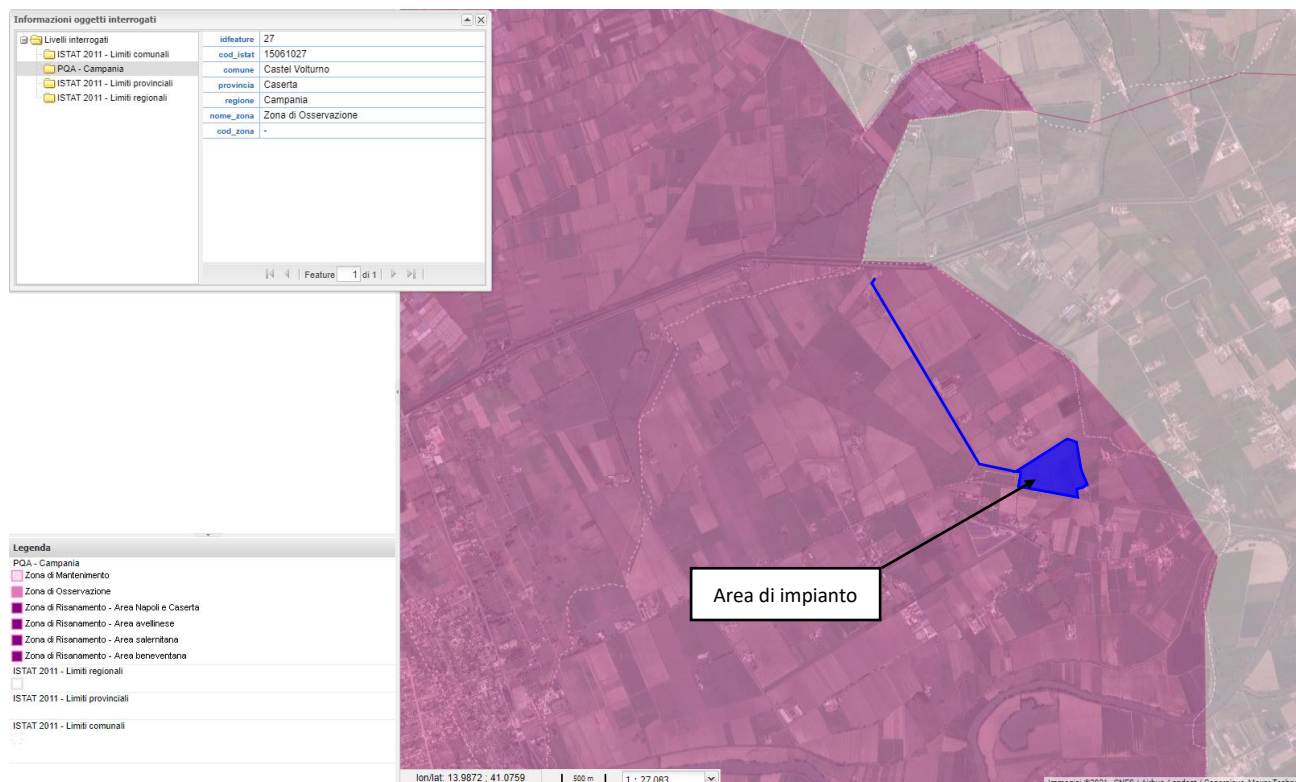 Informazioni oggetti interrogati
Livelli interrogati
ISTAT 2011 - Limiti comunali
PQA - Campania
ISTAT 2011 - Limiti provinciali
ISTAT 2011 - Limiti regionali
idfeature 27
cod_istat 15061027
comune Castel Volturno
provincia Caserta
regione Campania
nome_zona Zona di Osservazione
cod_zona -
Feature 1 di 1
Area di impianto
Legenda
PQA - Campania
Zona di Mantenimento
Zona di Osservazione
Zona di Risanamento - Area Napoli e Caserta
Zona di Risanamento - Area avellinese
Zona di Risanamento - Area salernitana
Zona di Risanamento - Area beneventana
ISTAT 2011 - Limiti regionali
ISTAT 2011 - Limiti provinciali
ISTAT 2011 - Limiti comunali
lon/lat: 13.9872 : 41.0759 500 m 1 : 27.083